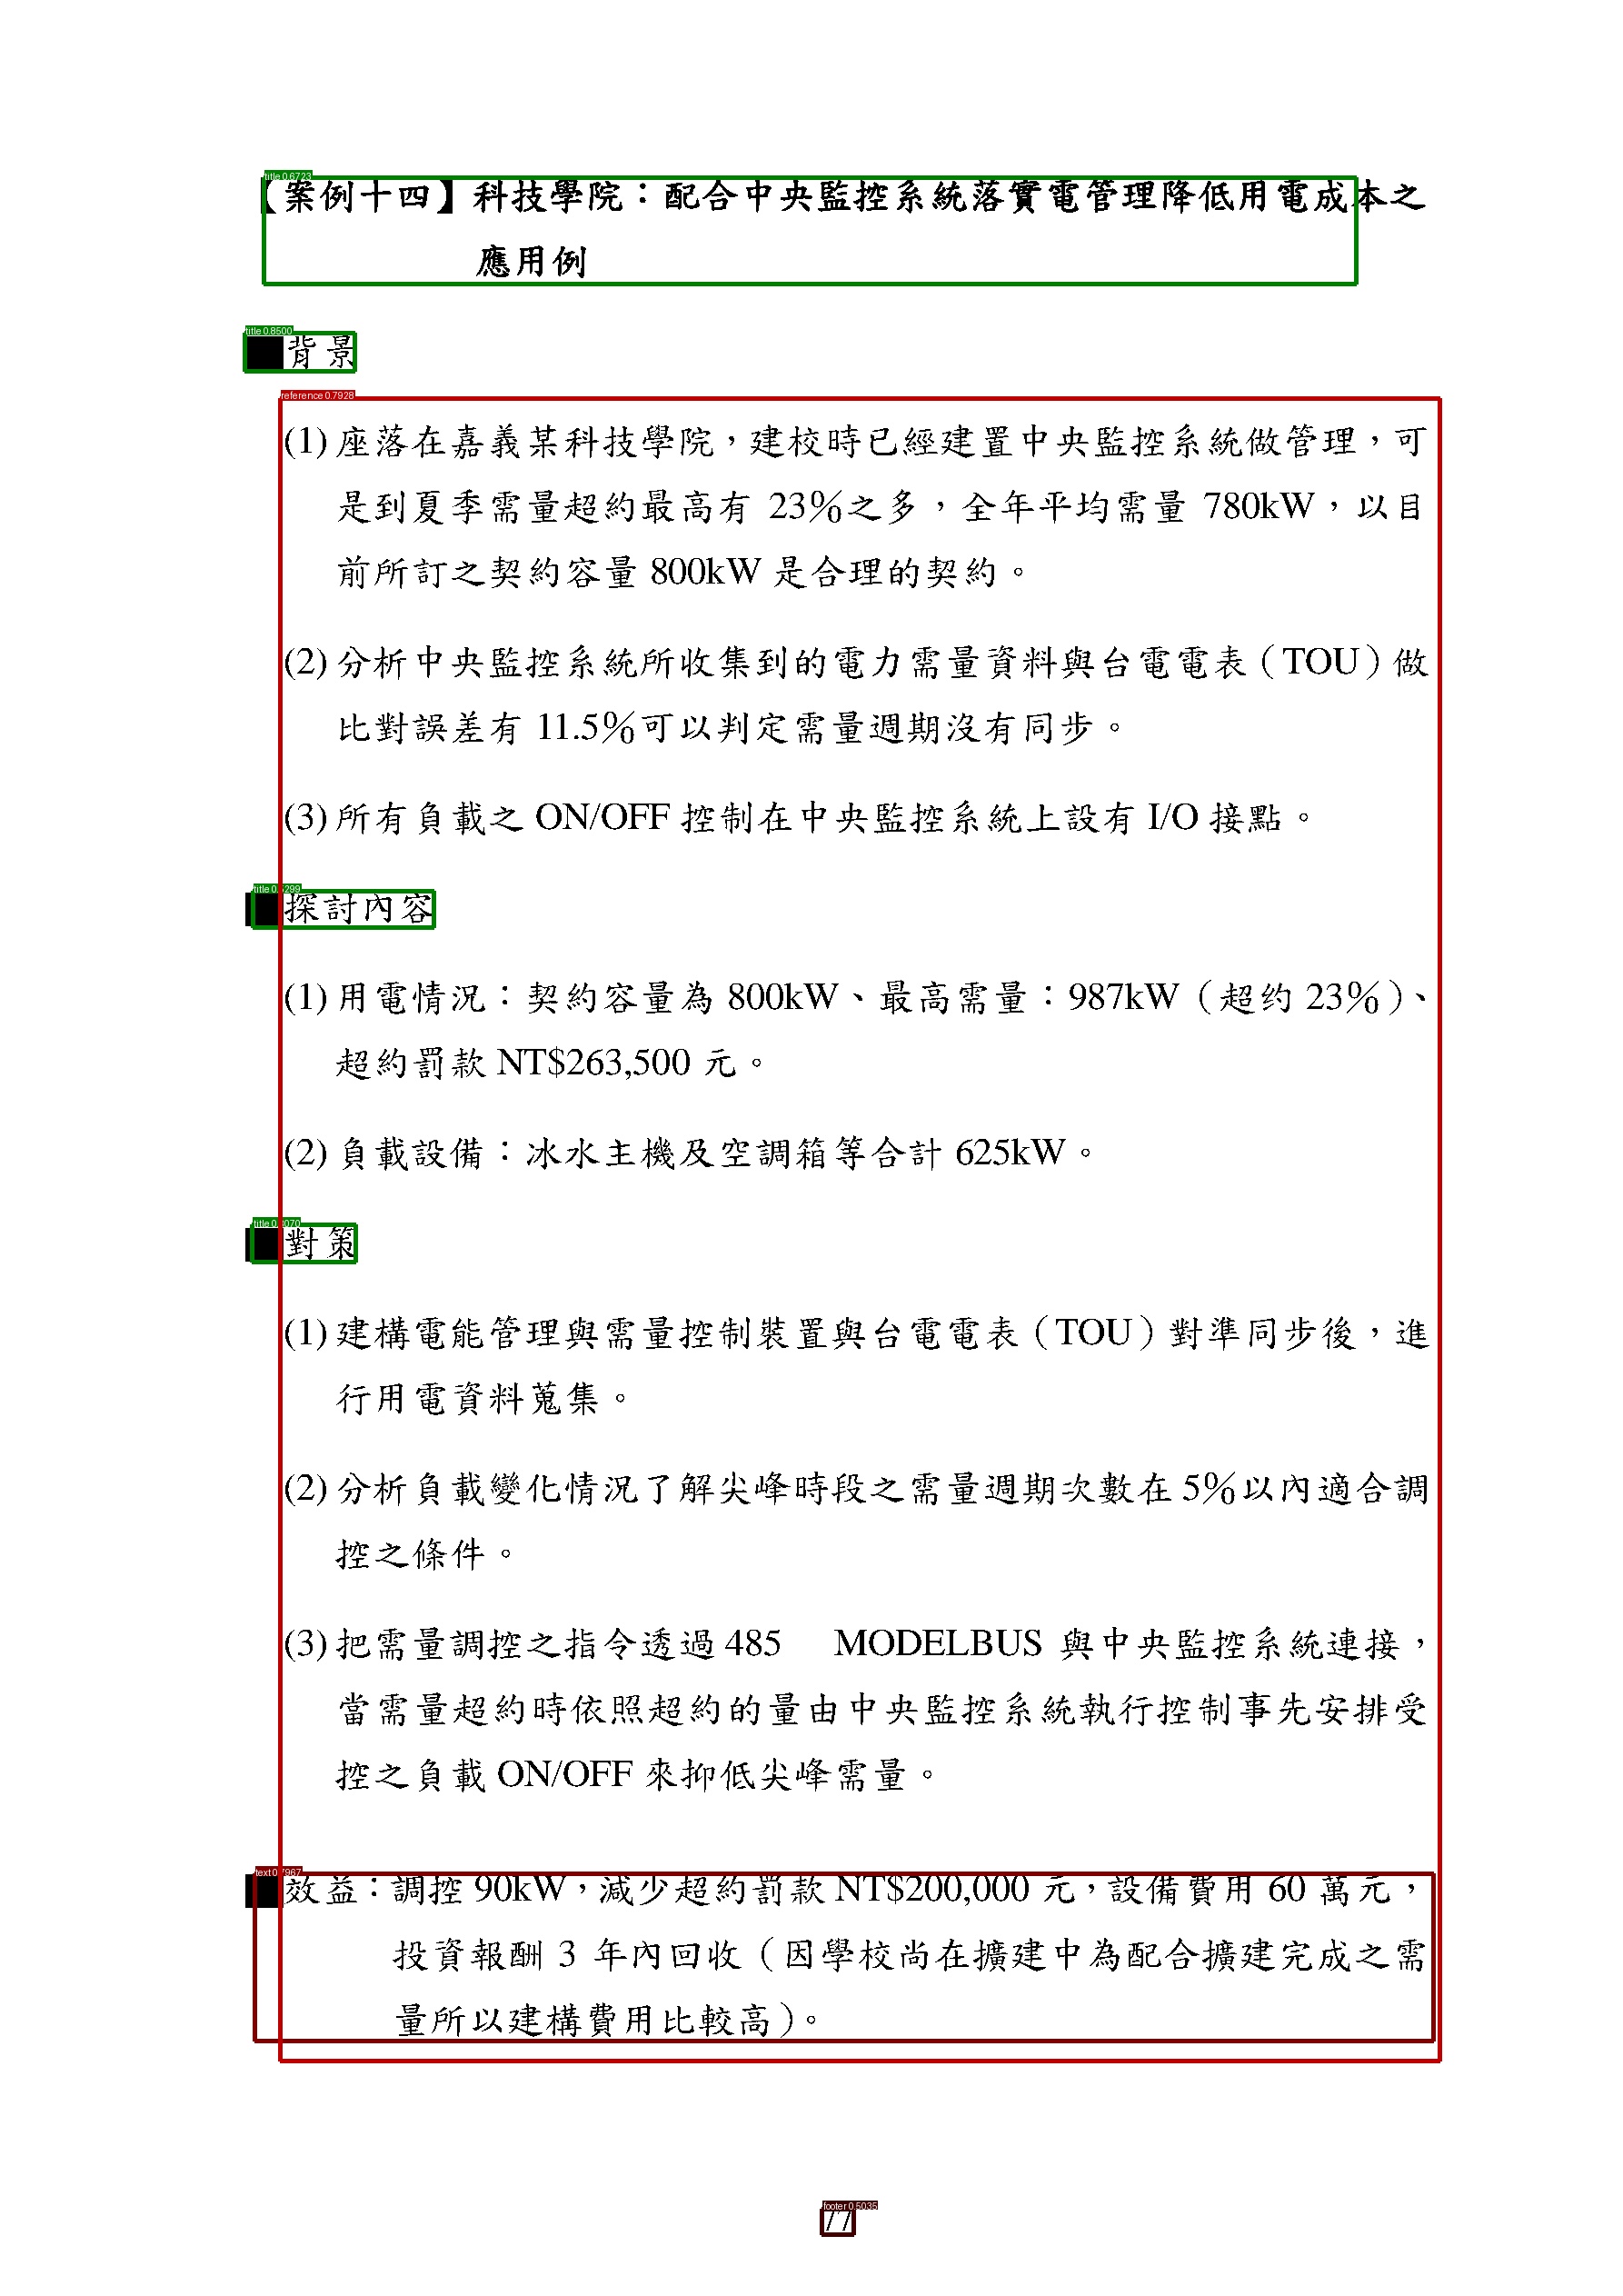 title 0.6723
【案例十四】科技學院：配合中央監控系統落實電管理降低用電成本之
應用例
title 0.8500
■背景
reference 0.7928
(1)座落在嘉義某科技學院，建校時已經建置中央監控系統做管理，可
是到夏季需量超約最高有 23%之多，全年平均需量 780kW，以目
前所訂之契約容量 800kW 是合理的契約。
(2)分析中央監控系統所收集到的電力需量資料與台電電表（TOU）做
比對誤差有 11.5%可以判定需量週期沒有同步。
(3)所有負載之 ON/OFF 控制在中央監控系統上設有 I/O 接點。
■探討內容
(1)用電情況：契約容量為 800kW、最高需量：987kW（超约 23%）、
超約罰款 NT$263,500 元。
(2)負載設備：冰水主機及空調箱等合計 625kW。
■對策
(1)建構電能管理與需量控制裝置與台電電表（TOU）對準同步後，進
行用電資料蒐集。
(2)分析負載變化情況了解尖峰時段之需量週期次數在 5%以內適合調
控之條件。
(3)把需量調控之指令透過 485 MODELBUS 與中央監控系統連接，
當需量超約時依照超約的量由中央監控系統執行控制事先安排受
控之負載 ON/OFF 來抑低尖峰需量。
■效益：調控 90kW，減少超約罰款 NT$200,000 元，設備費用 60 萬元，
投資報酬 3 年內回收（因學校尚在擴建中為配合擴建完成之需
量所以建構費用比較高）。
footer 0.5035
77